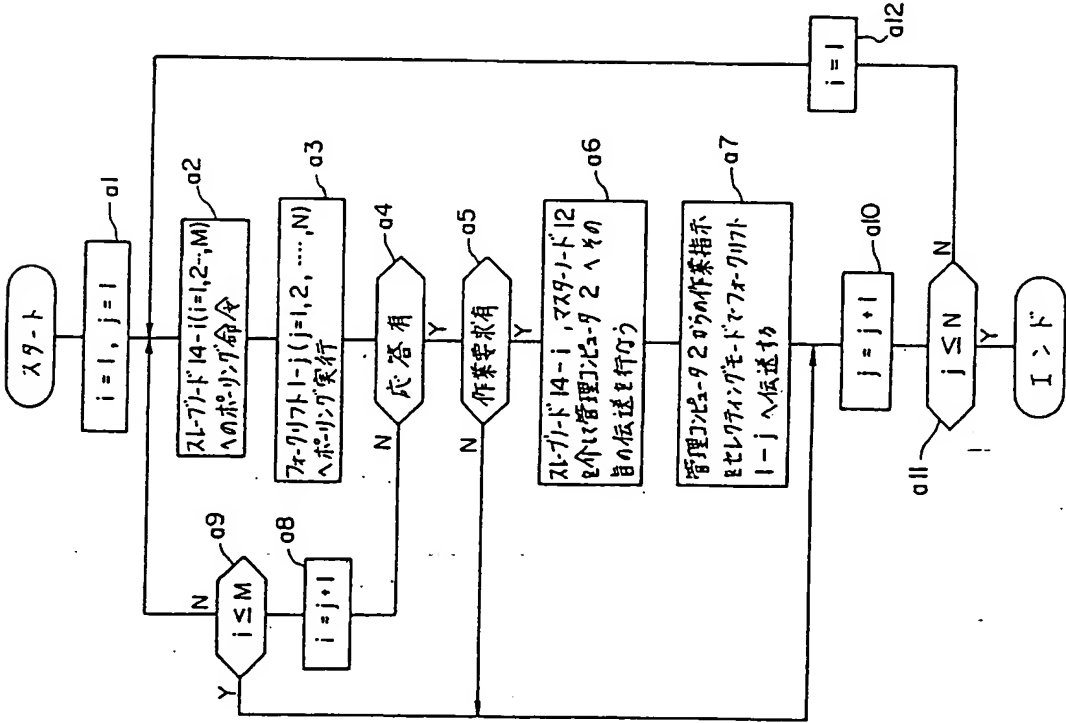 スタート
i = 1 , j = 1
a1
スレーブノード 14-i (i=1,2…,M)
へのポーリング命令
a2
フォークリフト1-j (j=1, 2, ……, N)
へポーリング実行
a3
応答有
a4
Y
N
作業要求有
a5
Y
N
スレーブノード 14-i , マスターノード12
を介して管理コンピュータ 2 へその
旨の伝送を行なう
a6
管理コンピュータ 2 からの作業指示
をセレクティングモードでフォークリフト
1-j へ伝送する
a7
i = j + 1
a8
i ≤ M
a9
N
Y
j = j + 1
a10
j ≤ N
a11
N
Y
i = 1
a12
エンド